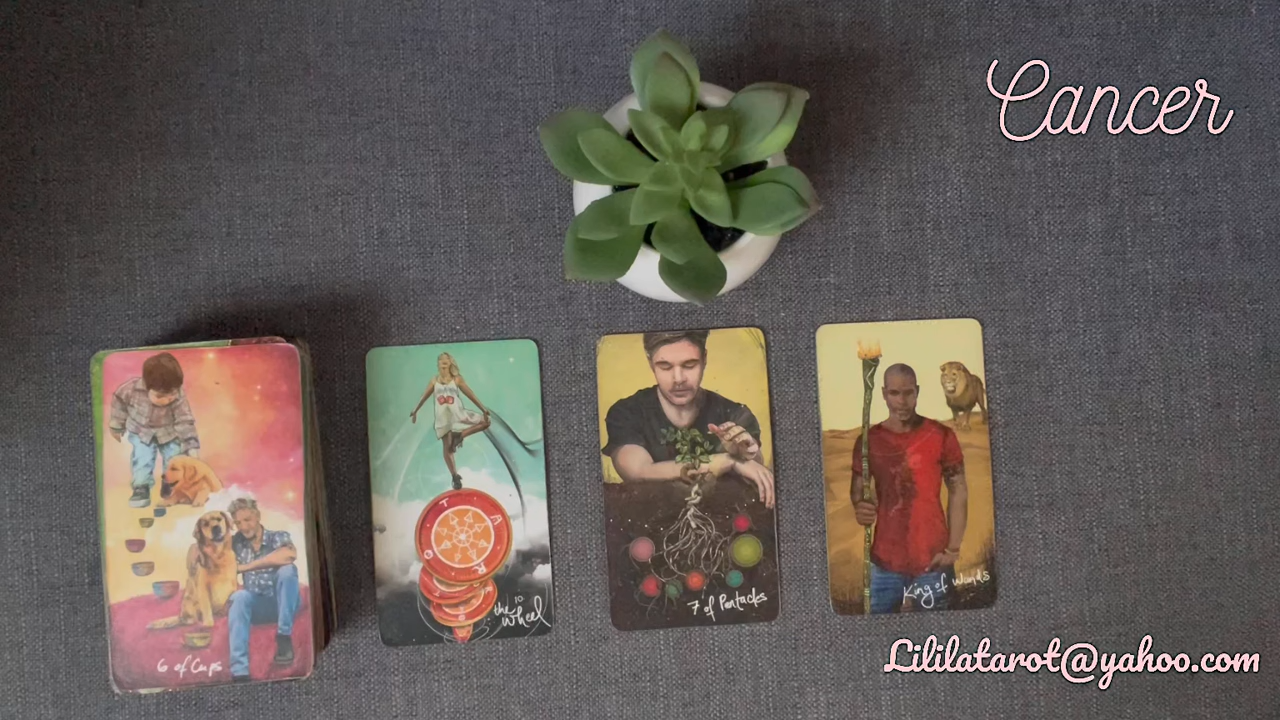 Cancer
6 of Cups
T A R O
10
the wheel
7 of Pentacles
King of Wands
Lililatarot@yahoo.com